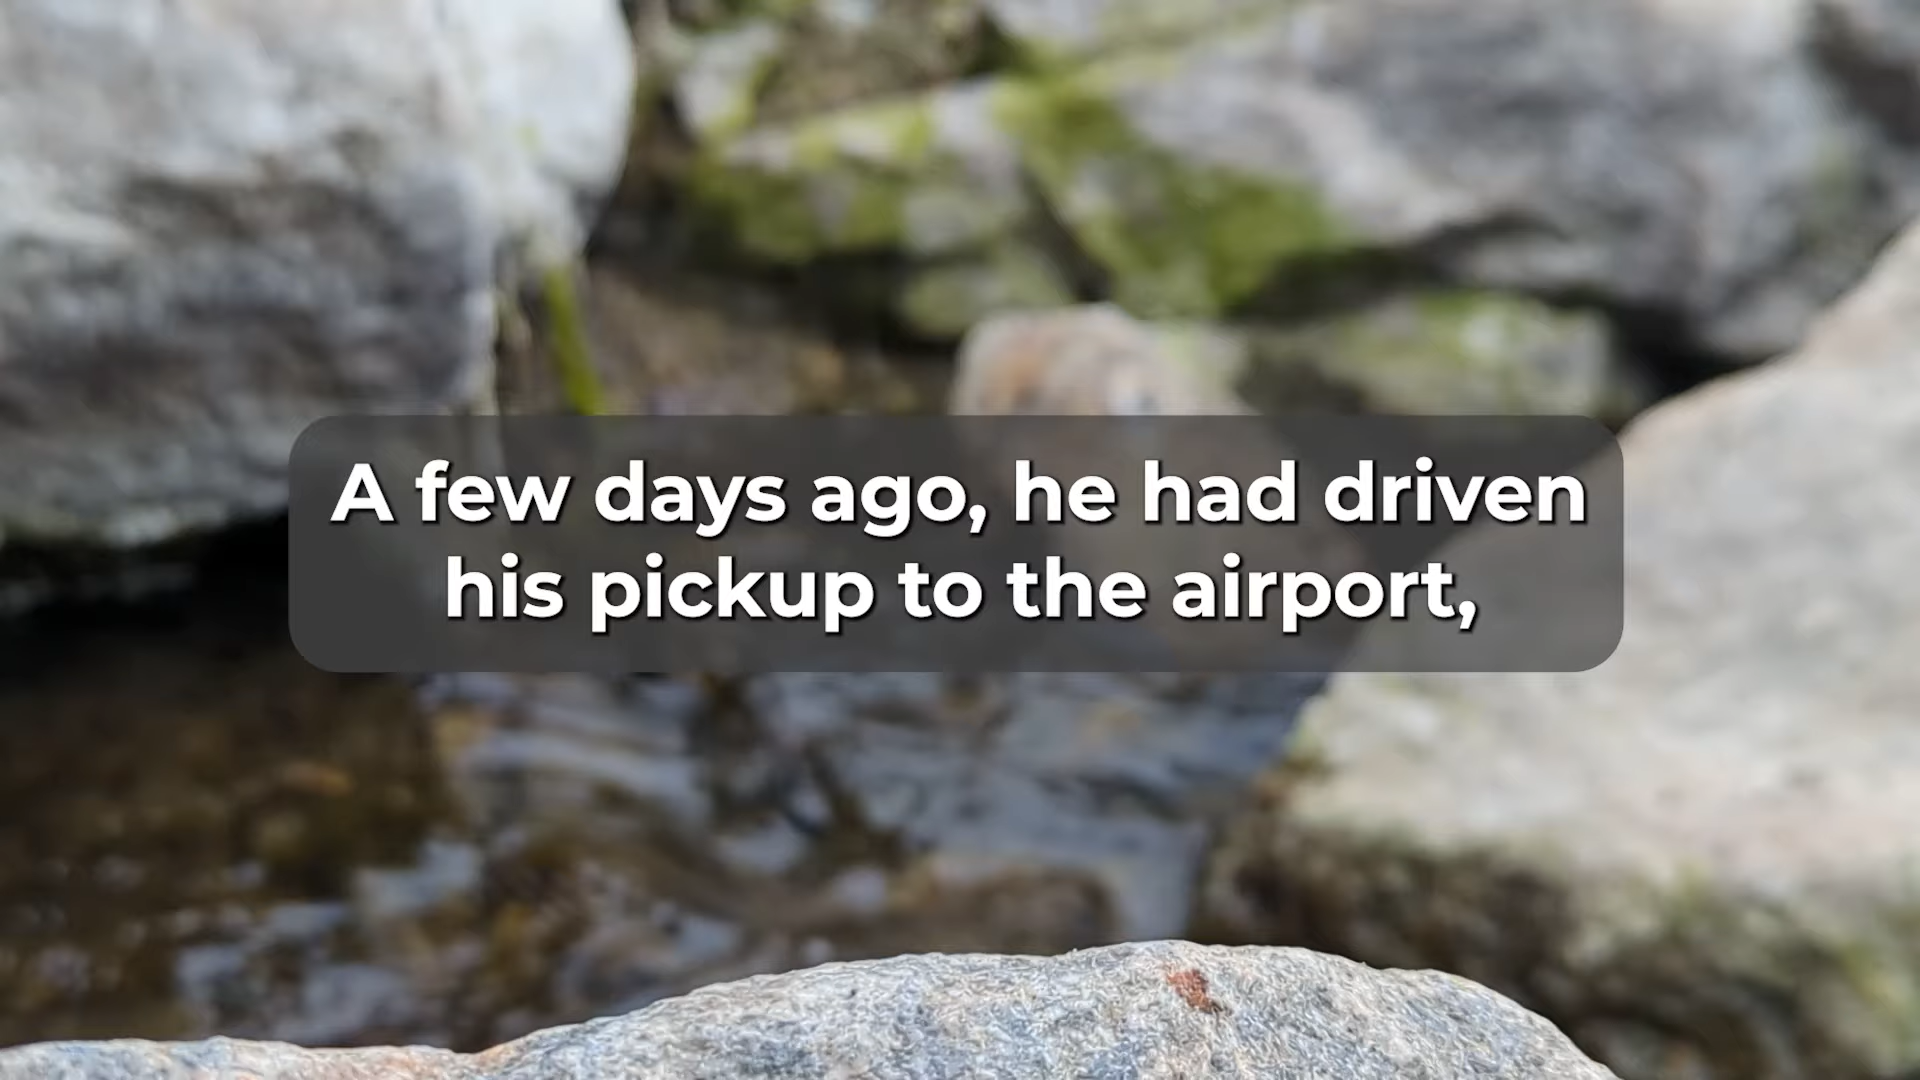 A few days ago, he had driven
his pickup to the airport,